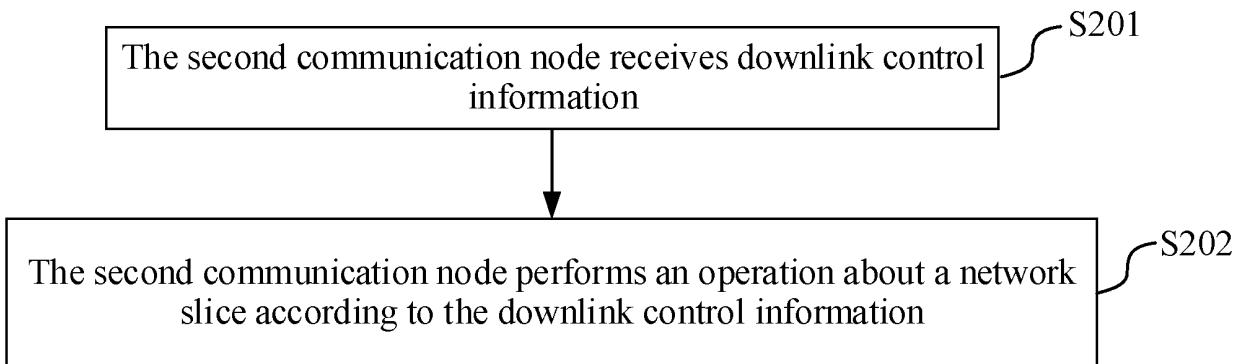 S201
The second communication node receives downlink control
information
S202
The second communication node performs an operation about a network
slice according to the downlink control information